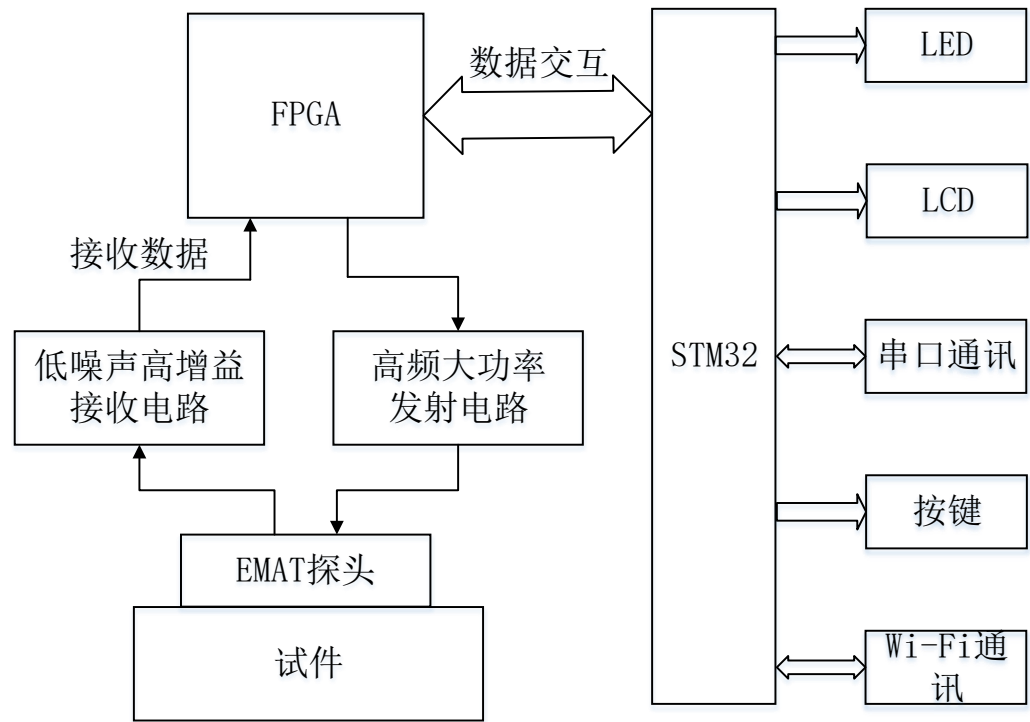 FPGA
数据交互
接收数据
低噪声高增益
接收电路
高频大功率
发射电路
EMAT探头
试件
STM32
LED
LCD
串口通讯
按键
Wi-Fi通
讯